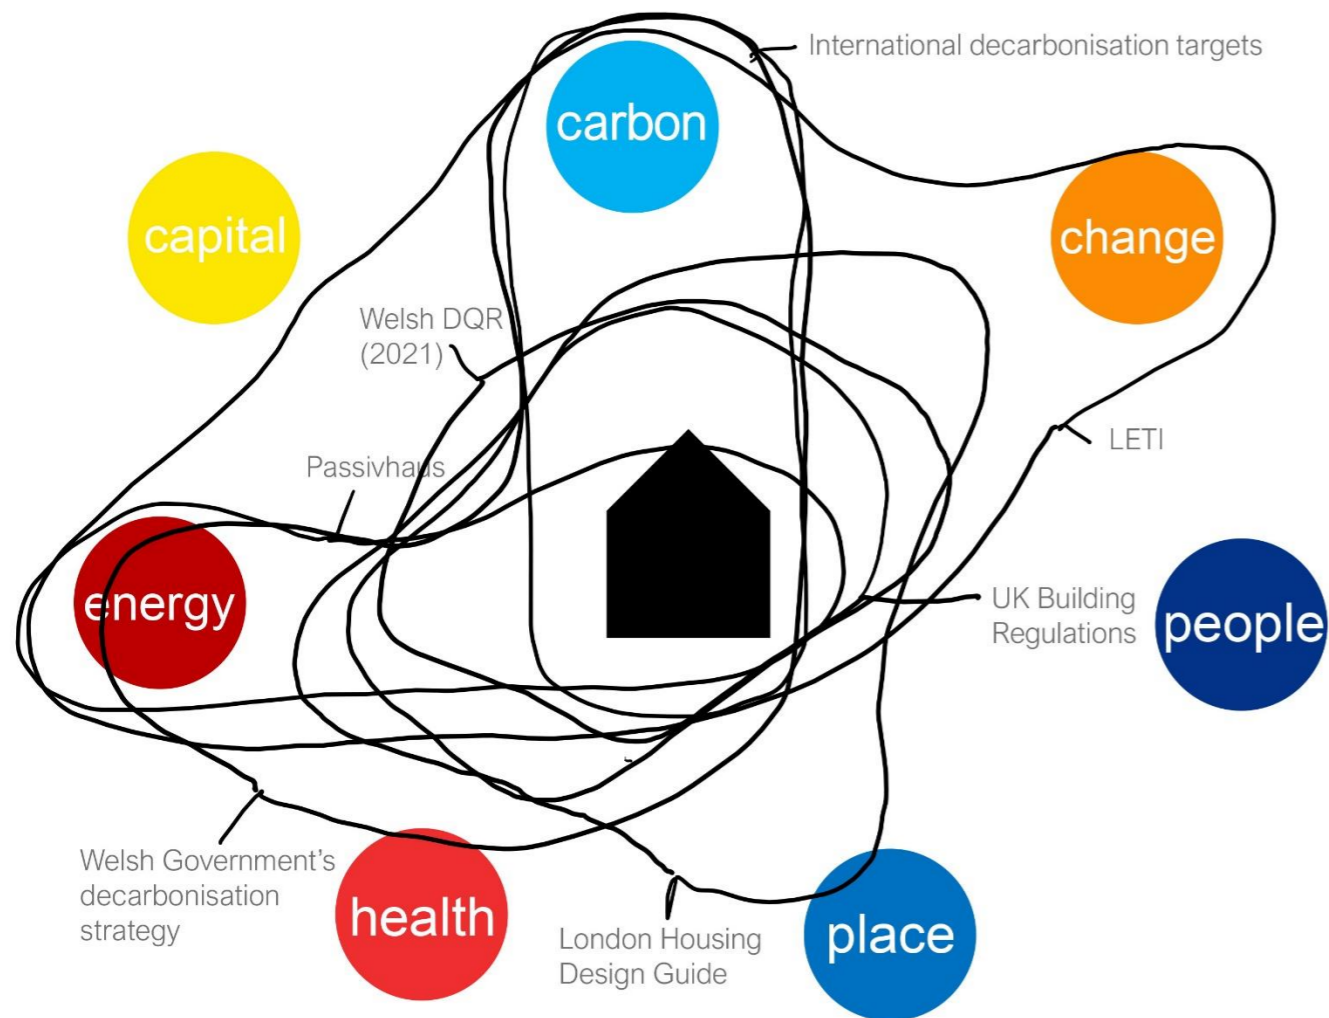 International decarbonisation targets
carbon
capital
change
Welsh DQR
(2021)
LETI
Passivhaus
energy
UK Building
Regulations
people
Welsh Government's
decarbonisation
strategy
health
London Housing
Design Guide
place